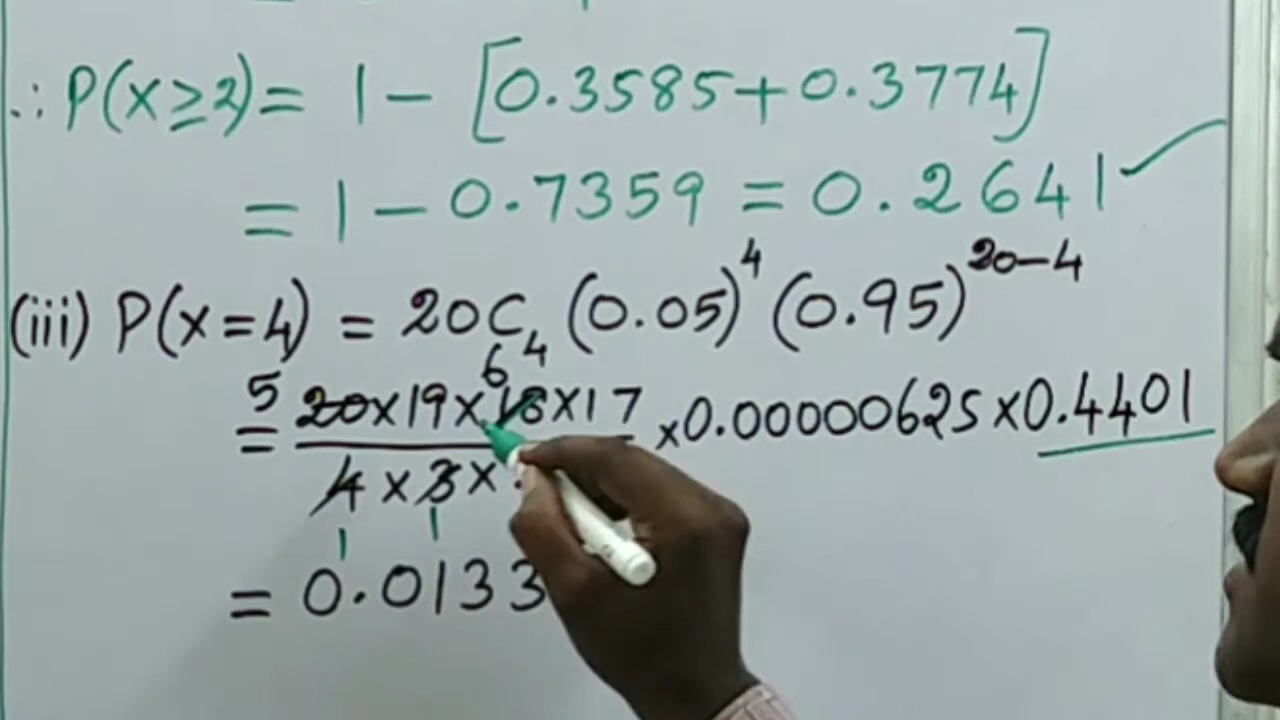 ∴ P(x≥2) = 1 - [0.3585+0.3774]
= 1 - 0.7359 = 0.2641 ✓
(iii) P(x=4) = 20C₄ (0.05)⁴ (0.95)²⁰⁻⁴
5 6
= 20×19×18×17 ×0.00000625×0.4401
4 × 3 ×
1 1
= 0.0133